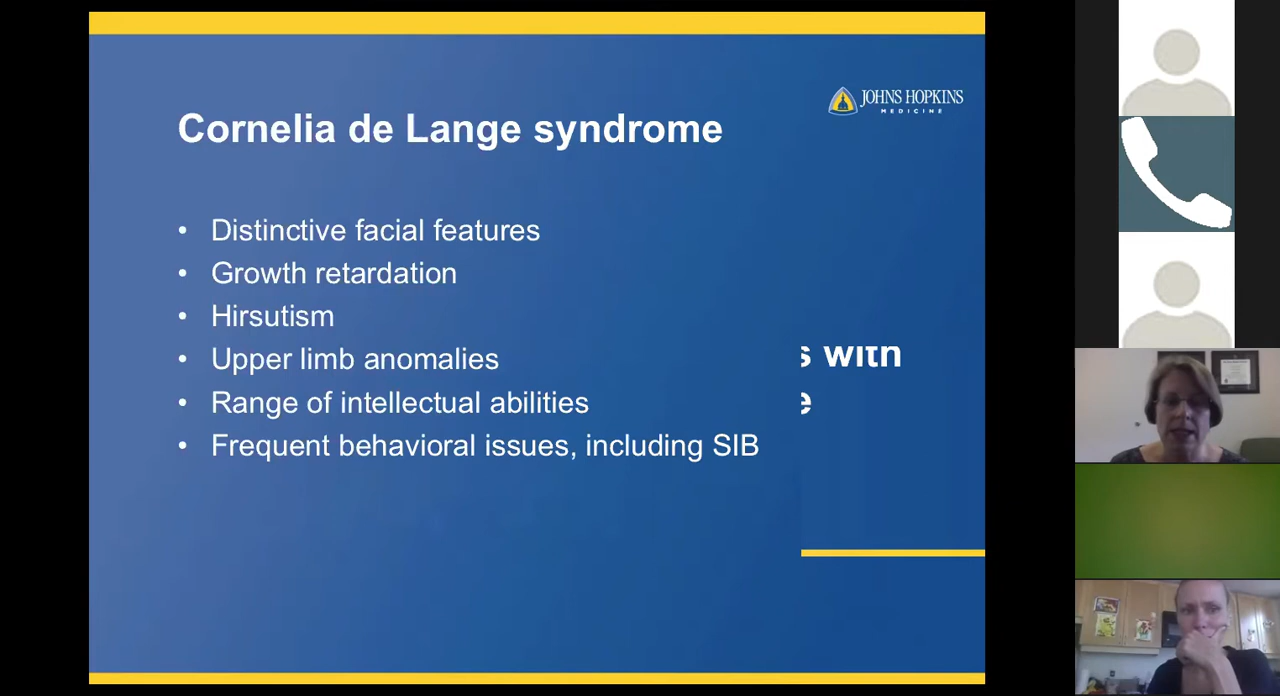 JOHNS HOPKINS
MEDICINE
Cornelia de Lange syndrome
• Distinctive facial features
• Growth retardation
• Hirsutism
• Upper limb anomalies
s with
• Range of intellectual abilities
e
• Frequent behavioral issues, including SIB